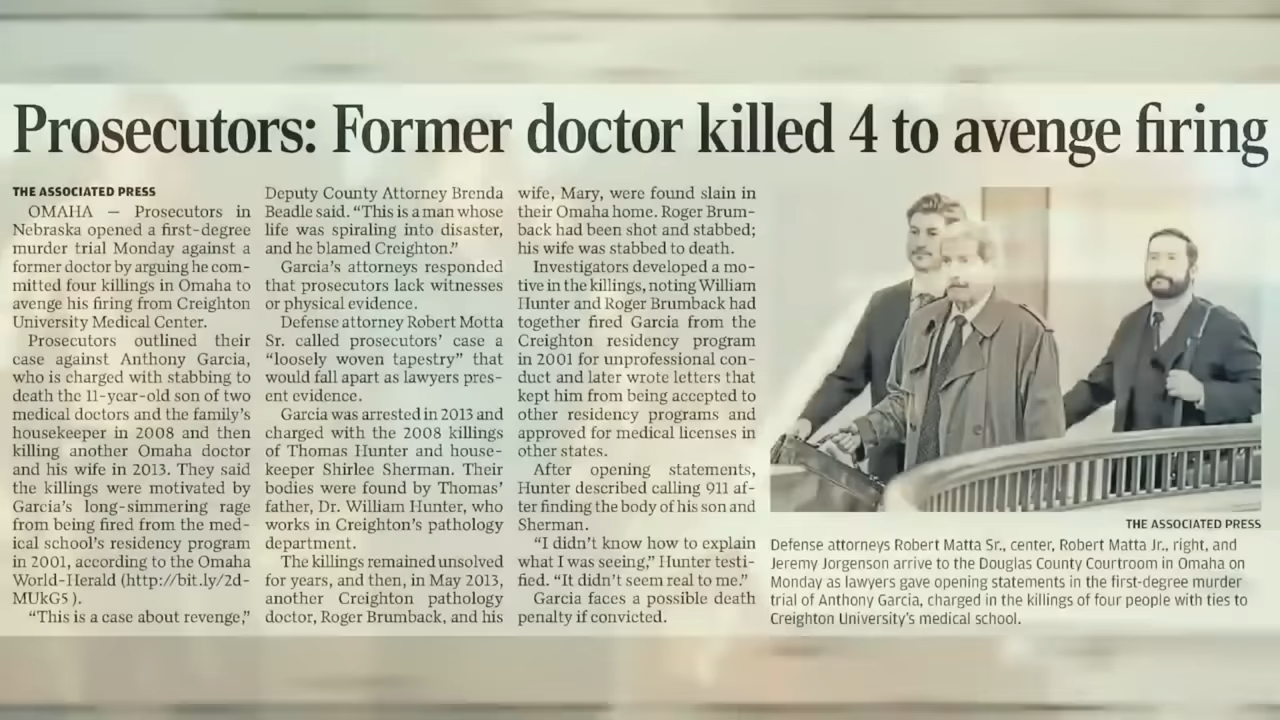 Prosecutors: Former doctor killed 4 to avenge firing
THE ASSOCIATED PRESS
OMAHA — Prosecutors in
Nebraska opened a first-degree
murder trial Monday against a
former doctor by arguing he com-
mitted four killings in Omaha to
avenge his firing from Creighton
University Medical Center.
Prosecutors outlined their
case against Anthony Garcia,
who is charged with stabbing to
death the 11-year-old son of two
medical doctors and the family's
housekeeper in 2008 and then
killing another Omaha doctor
and his wife in 2013. They said
the killings were motivated by
Garcia's long-simmering rage
from being fired from the med-
ical school's residency program
in 2001, according to the Omaha
World-Herald (http://bit.ly/2d-
MUkG5 ).
"This is a case about revenge,"
Deputy County Attorney Brenda
Beadle said. "This is a man whose
life was spiraling into disaster,
and he blamed Creighton."
Garcia's attorneys responded
that prosecutors lack witnesses
or physical evidence.
Defense attorney Robert Motta
Sr. called prosecutors' case a
"loosely woven tapestry" that
would fall apart as lawyers pres-
ent evidence.
Garcia was arrested in 2013 and
charged with the 2008 killings
of Thomas Hunter and house-
keeper Shirlee Sherman. Their
bodies were found by Thomas'
father, Dr. William Hunter, who
works in Creighton's pathology
department.
The killings remained unsolved
for years, and then, in May 2013,
another Creighton pathology
doctor, Roger Brumback, and his
wife, Mary, were found slain in
their Omaha home. Roger Brum-
back had been shot and stabbed;
his wife was stabbed to death.
Investigators developed a mo-
tive in the killings, noting William
Hunter and Roger Brumback had
together fired Garcia from the
Creighton residency program
in 2001 for unprofessional con-
duct and later wrote letters that
kept him from being accepted to
other residency programs and
approved for medical licenses in
other states.
After opening statements,
Hunter described calling 911 af-
ter finding the body of his son and
Sherman.
"I didn't know how to explain
what I was seeing," Hunter testi-
fied. "It didn't seem real to me."
Garcia faces a possible death
penalty if convicted.
THE ASSOCIATED PRESS
Defense attorneys Robert Matta Sr., center, Robert Matta Jr., right, and
Jeremy Jorgenson arrive to the Douglas County Courtroom in Omaha on
Monday as lawyers gave opening statements in the first-degree murder
trial of Anthony Garcia, charged in the killings of four people with ties to
Creighton University's medical school.